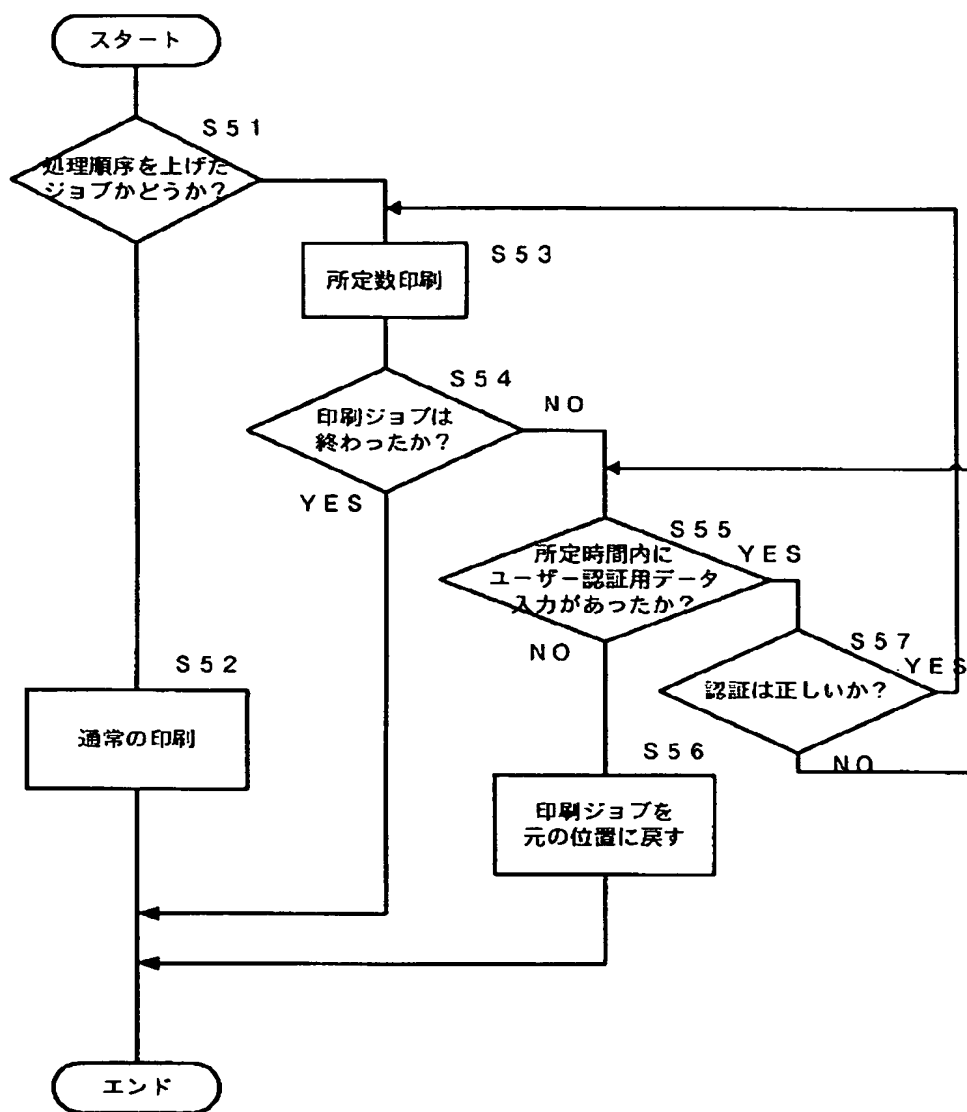 スタート
S51
処理順序を上げた
ジョブかどうか？
S53
所定数印刷
S54
印刷ジョブは
終わったか？
NO
YES
S55
所定時間内に
ユーザー認証用データ
入力があったか？
YES
NO
S57
認証は正しいか？
YES
NO
S52
通常の印刷
S56
印刷ジョブを
元の位置に戻す
エンド